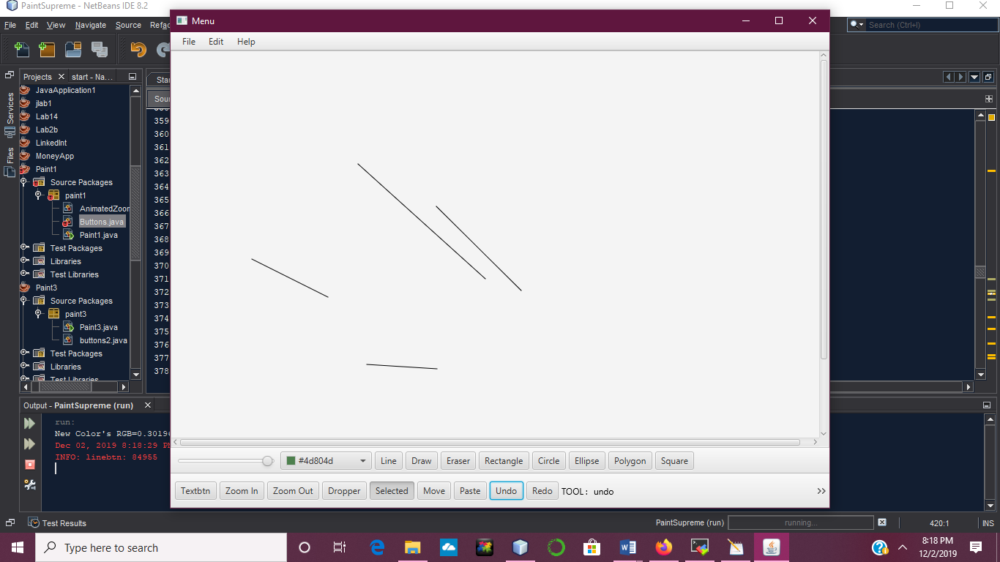 PaintSupreme - NetBeans IDE 8.2
File Edit View Navigate Source Refac
Search (Ctrl+I)
Menu
File Edit Help
Projects
start - Na...
Services
Files
JavaApplication1
jlab1
Lab14
Lab2b
LinkedInt
MoneyApp
Paint1
Source Packages
paint1
AnimatedZoor
Buttons.java
Paint1.java
Test Packages
Libraries
Test Libraries
Paint3
Source Packages
paint3
Paint3.java
buttons2.java
Test Packages
Libraries
Test Libraries
Star
Sour
359
360
361
362
363
364
365
366
367
368
369
370
371
372
373
374
375
376
377
378
#4d804d Line Draw Eraser Rectangle Circle Ellipse Polygon Square
Textbtn Zoom In Zoom Out Dropper Selected Move Paste Undo Redo TOOL: undo
Output - PaintSupreme (run)
run:
New Color's RGB=0.30196
Dec 02, 2019 8:18:29 PM
INFO: linebtn: 84955
Test Results
PaintSupreme (run) running... 420:1 INS
Type here to search
8:18 PM
12/2/2019